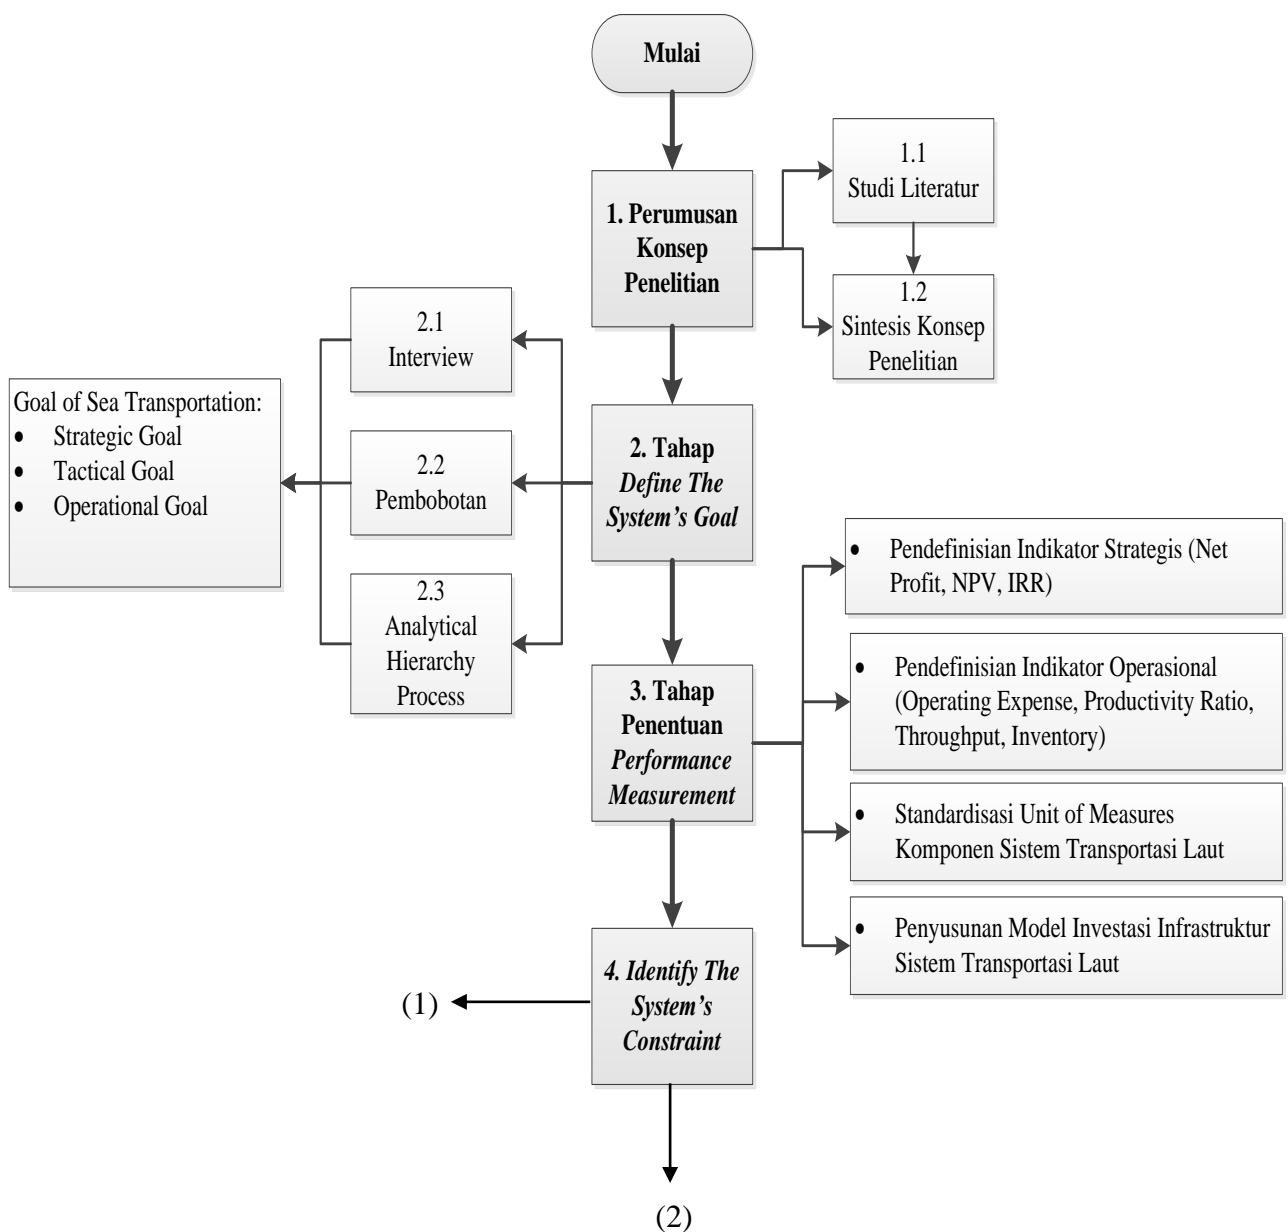 Mulai
1. Perumusan
Konsep
Penelitian
1.1
Studi Literatur
1.2
Sintesis Konsep
Penelitian
2. Tahap
Define The
System’s Goal
2.1
Interview
2.2
Pembobotan
2.3
Analytical
Hierarchy
Process
Goal of Sea Transportation:
• Strategic Goal
• Tactical Goal
• Operational Goal
3. Tahap
Penentuan
Performance
Measurement
• Pendefinisian Indikator Strategis (Net
Profit, NPV, IRR)
• Pendefinisian Indikator Operasional
(Operating Expense, Productivity Ratio,
Throughput, Inventory)
• Standardisasi Unit of Measures
Komponen Sistem Transportasi Laut
• Penyusunan Model Investasi Infrastruktur
Sistem Transportasi Laut
4. Identify The
System’s
Constraint
(1)
(2)